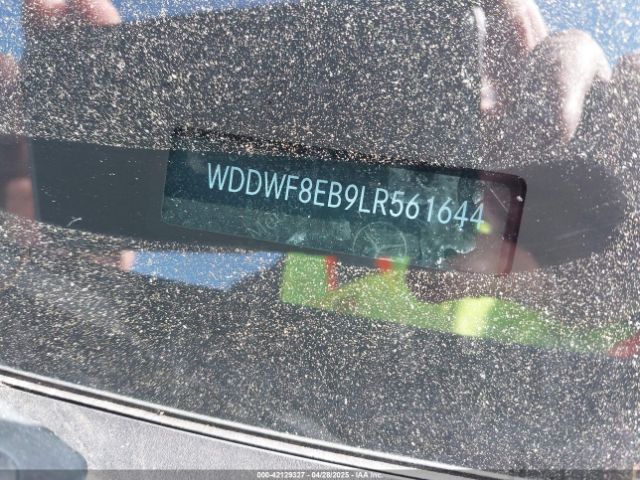 WDDWF8EB9LR561644
000-42129327 - 04/28/2025 - IAA Inc.